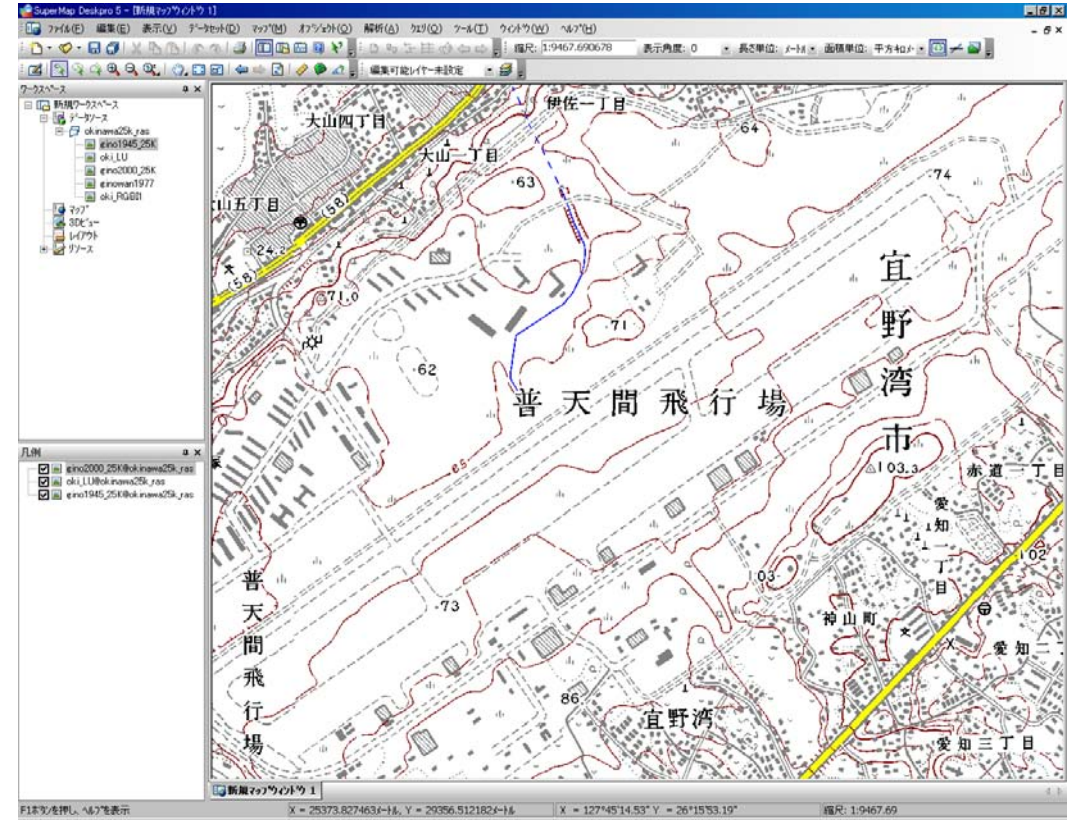 SuperMap Deskpro 5 - [新規マップウィンドウ 1]
ファイル(F) 編集(E) 表示(V) データセット(D) マップ(M) オブジェクト(O) 解析(A) クエリ(Q) ツール(T) ウィンドウ(W) ヘルプ(H)
縮尺: 1:9467.690678 表示角度: 0 長さ単位: メートル 面積単位: 平方キロメ
編集可能レイヤー未設定
ワークスペース
新規ワークスペース
データソース
okinawa25k_ras
gino1945_25K
oki_LU
gino2000_25K
ginowan1977
oki_RGB11
マップ
3Dビュー
レイアウト
リソース
凡例
gino2000_25K@okinawa25k_ras
oki_LU@okinawa25k_ras
gino1945_25K@okinawa25k_ras
伊佐一丁目
大山四丁目
64
大山一丁目
63
74
山五丁目
(58)
24.2
(58)
71.0
71
62
宜野湾市
普天間飛行場
103.3
赤道一丁目
85
愛知一丁目
102
103
普天間飛行場
73
神山町
愛知二丁
86
宜野湾
愛知三丁目
新規マップウィンドウ 1
F1ボタンを押し、ヘルプを表示 X = 25373.827463メートル, Y = 29356.512182メートル X = 127°45'14.53" Y = 26°15'53.19" 縮尺: 1:9467.69